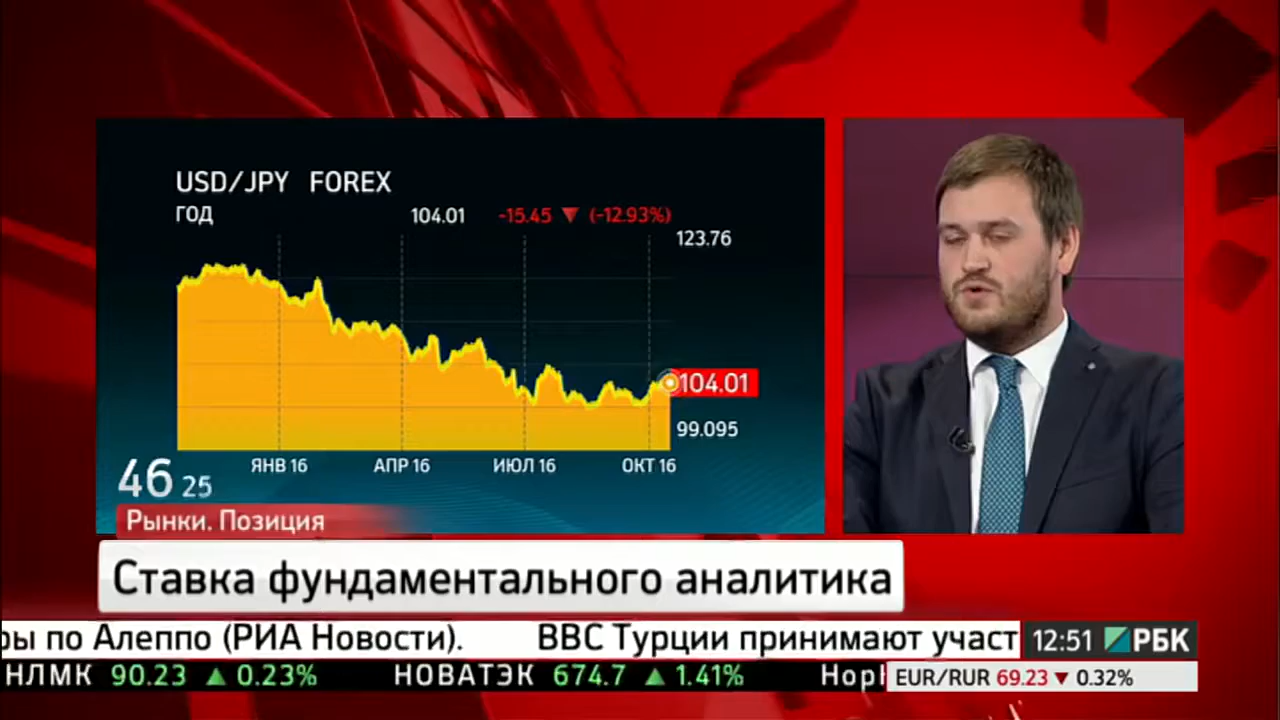 USD/JPY FOREX
ГОД 104.01 -15.45 ▼ (-12.93%)
123.76
104.01
99.095
ЯНВ 16 АПР 16 ИЮЛ 16 ОКТ 16
46 25
Рынки. Позиция
Ставка фундаментального аналитика
ры по Алеппо (РИА Новости). ВВС Турции принимают участ
12:51 РБК
НЛМК 90.23 ▲ 0.23% НОВАТЭК 674.7 ▲ 1.41% Нор
EUR/RUR 69.23 ▼ 0.32%